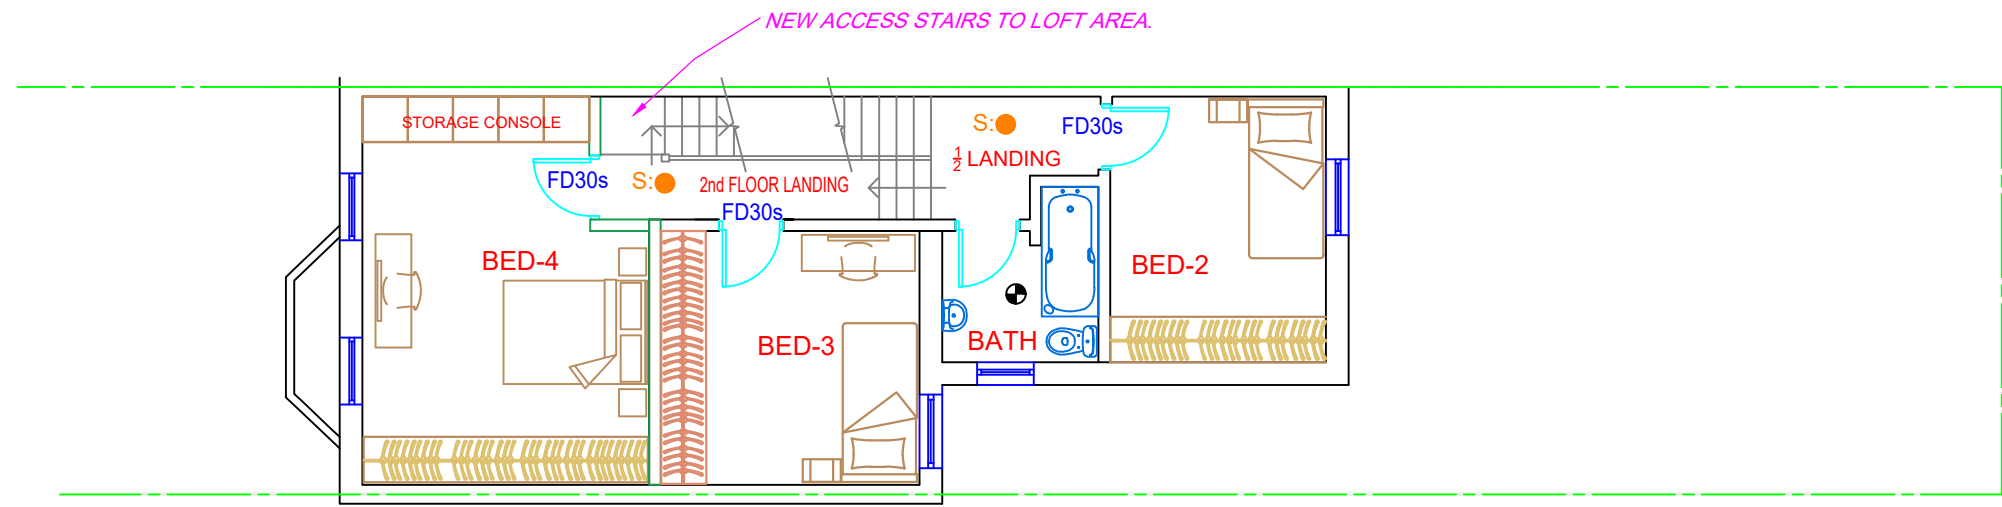 NEW ACCESS STAIRS TO LOFT AREA.
STORAGE CONSOLE
S:
FD30s
½ LANDING
FD30s
S:
2nd FLOOR LANDING
FD30s
BED-4
BED-2
BED-3
BATH